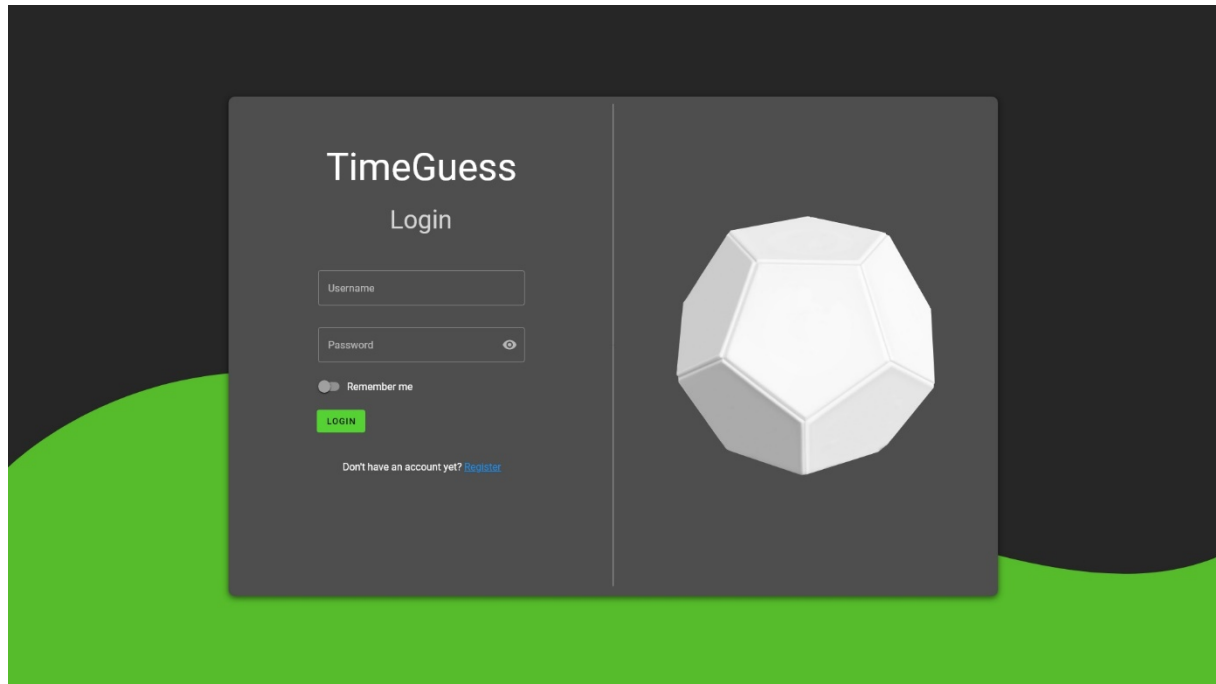 TimeGuess
Login
Username
Password
Remember me
LOGIN
Don't have an account yet? Register